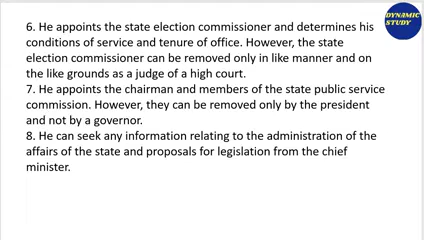 DYNAMIC
STUDY
6. He appoints the state election commissioner and determines his
conditions of service and tenure of office. However, the state
election commissioner can be removed only in like manner and on
the like grounds as a judge of a high court.
7. He appoints the chairman and members of the state public service
commission. However, they can be removed only by the president
and not by a governor.
8. He can seek any information relating to the administration of the
affairs of the state and proposals for legislation from the chief
minister.